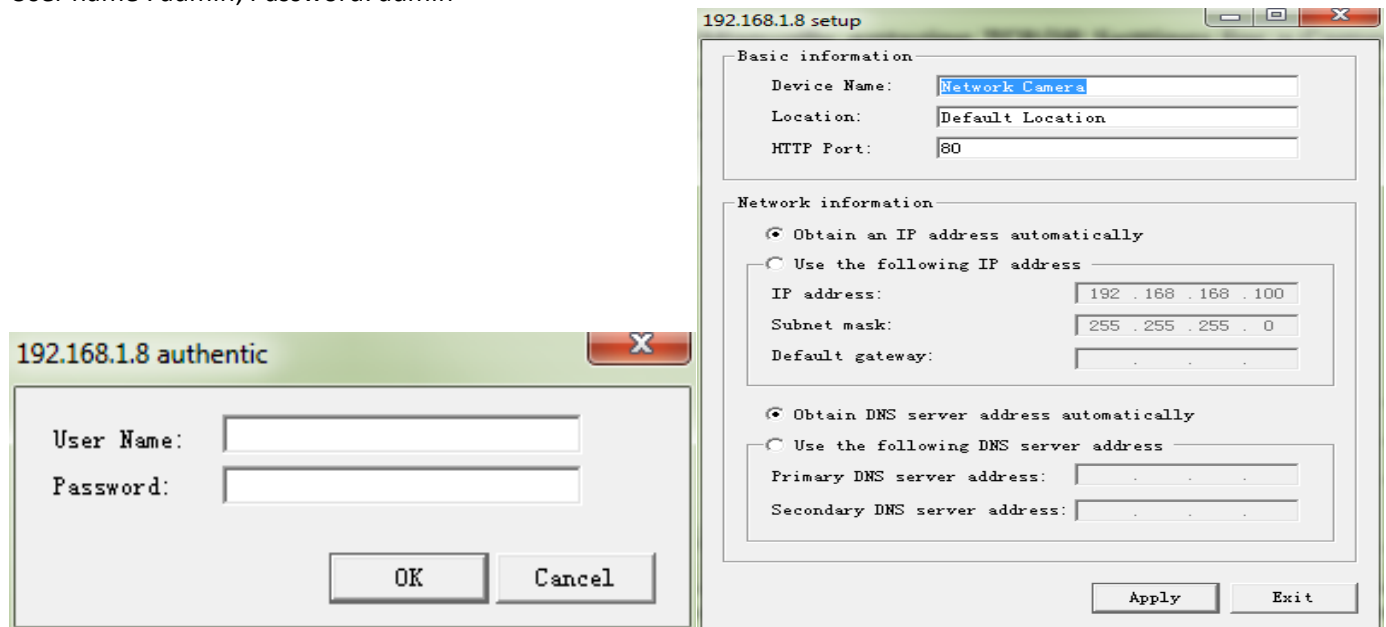 User name : admin, Password: admin
192.168.1.8 authentic
User Name:
Password:
OK Cancel
192.168.1.8 setup
Basic information
Device Name: Network Camera
Location: Default Location
HTTP Port: 80
Network information
Obtain an IP address automatically
Use the following IP address
IP address: 192 . 168 . 168 . 100
Subnet mask: 255 . 255 . 255 . 0
Default gateway: . . .
Obtain DNS server address automatically
Use the following DNS server address
Primary DNS server address: . . .
Secondary DNS server address: . . .
Apply Exit